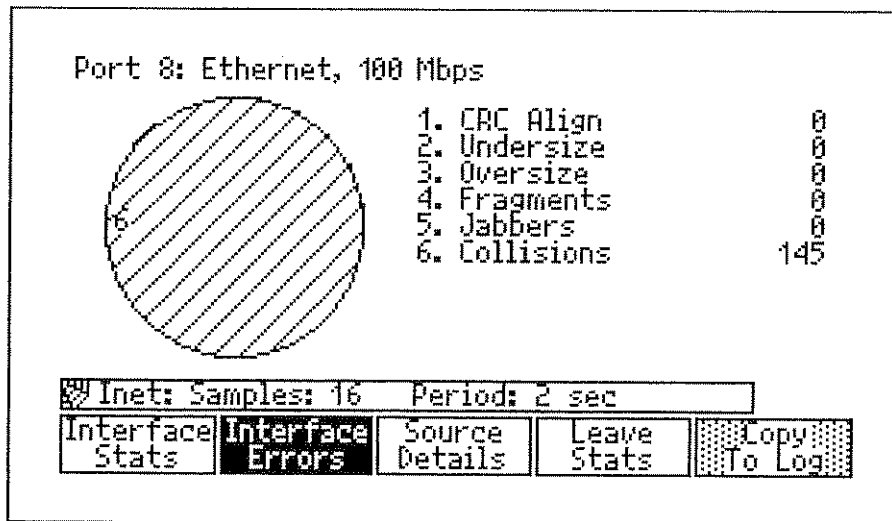 Port 8: Ethernet, 100 Mbps
1. CRC Align 0
2. Undersize 0
3. Oversize 0
4. Fragments 0
5. Jabbers 0
6. Collisions 145
6
Inet: Samples: 16 Period: 2 sec
Interface Stats
Interface Errors
Source Details
Leave Stats
Copy To Log